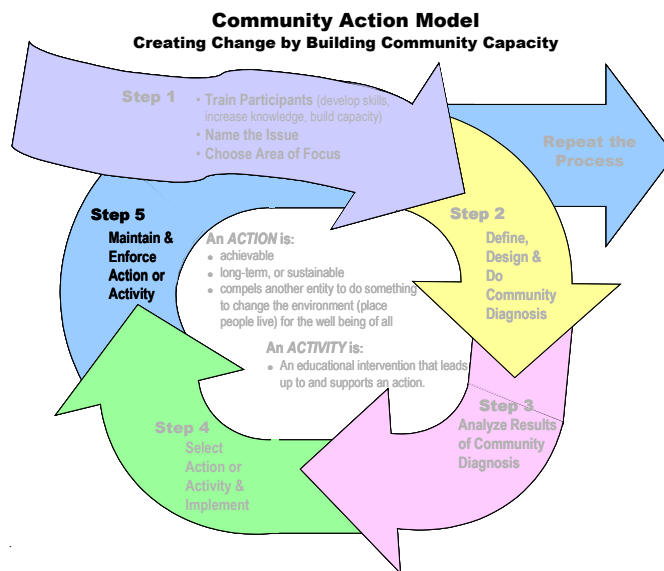 Community Action Model
Creating Change by Building Community Capacity
Step 1
• Train Participants (develop skills,
increase knowledge, build capacity)
• Name the Issue
• Choose Area of Focus
Repeat the
Process
Step 2
Define,
Design &
Do
Community
Diagnosis
Step 3
Analyze Results
of Community
Diagnosis
Step 4
Select
Action or
Activity &
Implement
Step 5
Maintain &
Enforce
Action or
Activity
An ACTION is:
• achievable
• long-term, or sustainable
• compels another entity to do something
to change the environment (place
people live) for the well being of all
An ACTIVITY is:
• An educational intervention that leads
up to and supports an action.